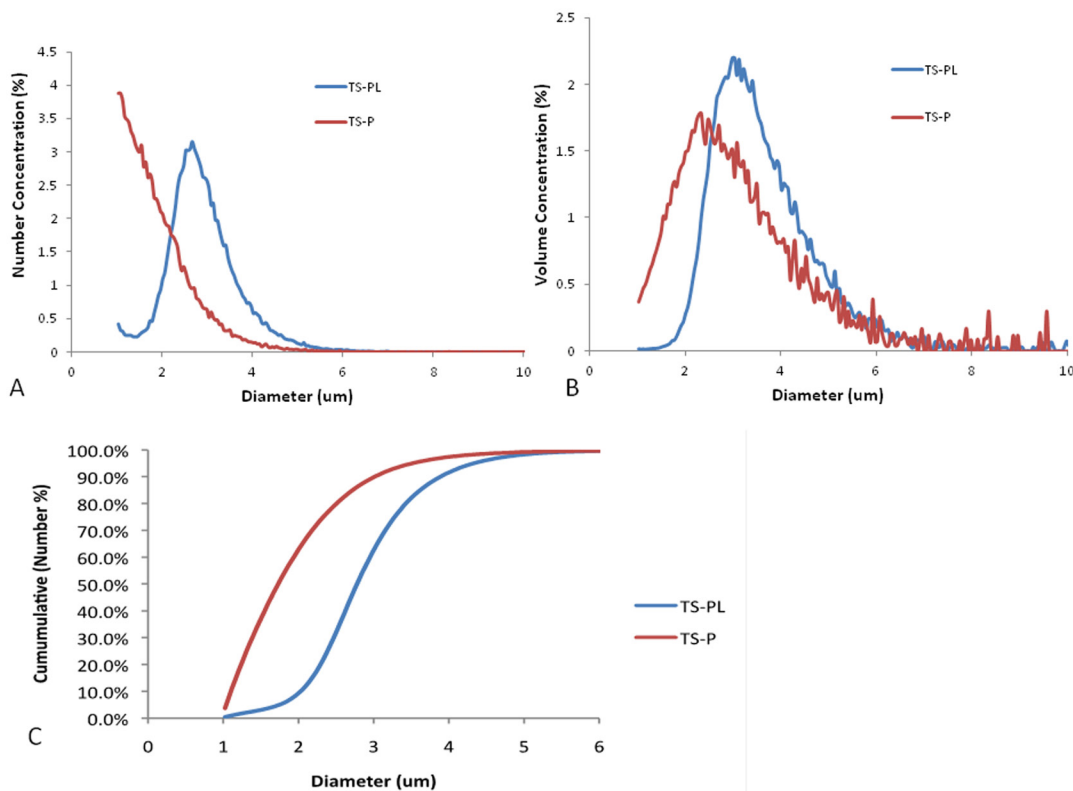 4.5
4
3.5
3
2.5
2
1.5
1
0.5
0
0 2 4 6 8 10
Number Concentration (%)
Diameter (um)
TS-PL
TS-P
A
2.5
2
1.5
1
0.5
0
0 2 4 6 8 10
Volume Concentration (%)
Diameter (um)
TS-PL
TS-P
B
100.0%
90.0%
80.0%
70.0%
60.0%
50.0%
40.0%
30.0%
20.0%
10.0%
0.0%
0 1 2 3 4 5 6
Cumulative (Number %)
Diameter (um)
TS-PL
TS-P
C